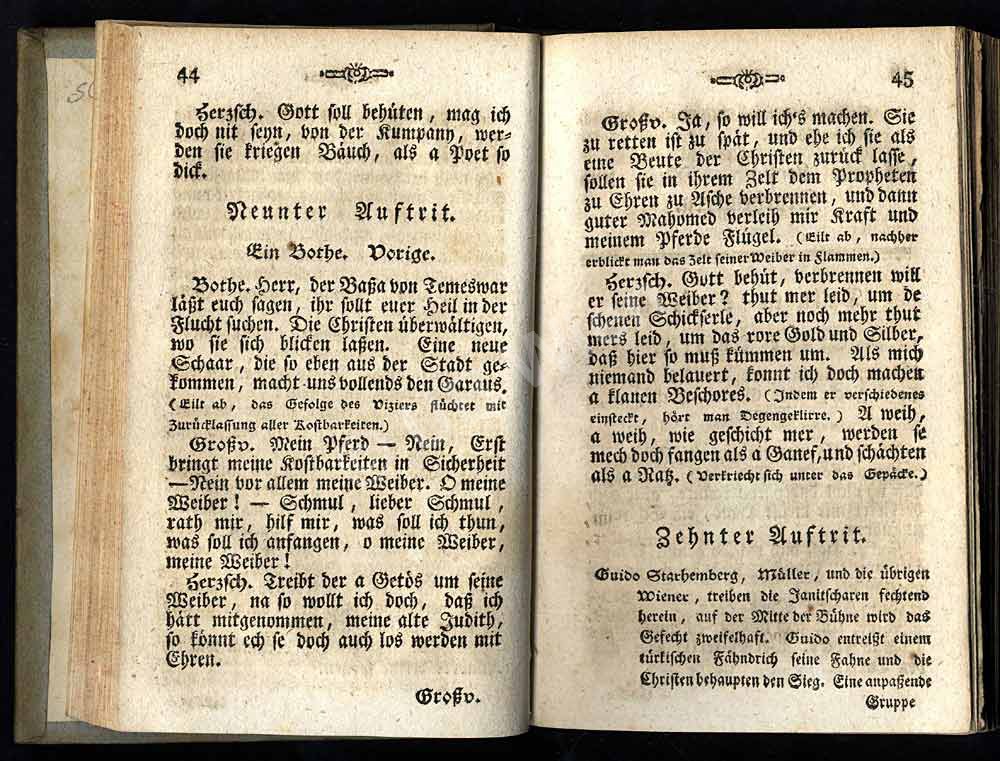 44
Herzsch. Gott soll behüten, mag ich
doch nit seyn, von der Kumpany, wer-
den sie kriegen Bäuch, als a Poet so
dick.
Neunter Auftrit.
Ein Bothe. Vorige.
Bothe. Herr, der Baßa von Temeswar
läßt euch sagen, ihr sollt euer Heil in der
Flucht suchen. Die Christen überwältigen,
wo sie sich blicken laßen. Eine neue
Schaar, die so eben aus der Stadt ge-
kommen, macht uns vollends den Garaus.
(Eilt ab, das Gefolge des Viziers flüchtet mit
Zurücklassung aller Kostbarkeiten.)
Großv. Mein Pferd — Nein, Erst
bringt meine Kostbarkeiten in Sicherheit
—Nein vor allem meine Weiber. O meine
Weiber! — Schmul, lieber Schmul,
rath mir, hilf mir, was soll ich thun,
was soll ich anfangen, o meine Weiber,
meine Weiber!
Herzsch. Treibt der a Getös um seine
Weiber, na so wollt ich doch, daß ich
hätt mitgenommen, meine alte Judith,
so könnt ech se doch auch los werden mit
Ehren.
Großv.
45
Großv. Ja, so will ich's machen. Sie
zu retten ist zu spät, und ehe ich sie als
eine Beute der Christen zurück lasse,
sollen sie in ihrem Zelt dem Propheten
zu Ehren zu Asche verbrennen, und dann
guter Mahomed verleih mir Kraft und
meinem Pferde Flügel. (Eilt ab, nachher
erblickt man das Zelt seiner Weiber in Flammen.)
Herzsch. Gott behüt, verbrennen will
er seine Weiber? thut mer leid, um de
schenen Schickserle, aber noch mehr thut
mers leid, um das rore Gold und Silber,
daß hier so muß kümmen um. Als mich
niemand belauert, konnt ich doch machen
a klanen Beschores. (Indem er verschiedenes
einsteckt, hört man Degengeklirre.) A weih,
a weih, wie geschicht mer, werden se
mech doch fangen als a Ganef, und schächten
als a Ratz. (Verkriecht sich unter das Gepäcke.)
Zehnter Auftrit.
Guido Starhemberg, Müller, und die übrigen
Wiener, treiben die Janitscharen fechtend
herein, auf der Mitte der Bühne wird das
Gefecht zweifelhaft. Guido entreißt einem
türkischen Fähndrich seine Fahne und die
Christen behaupten den Sieg. Eine anpaßende
Gruppe